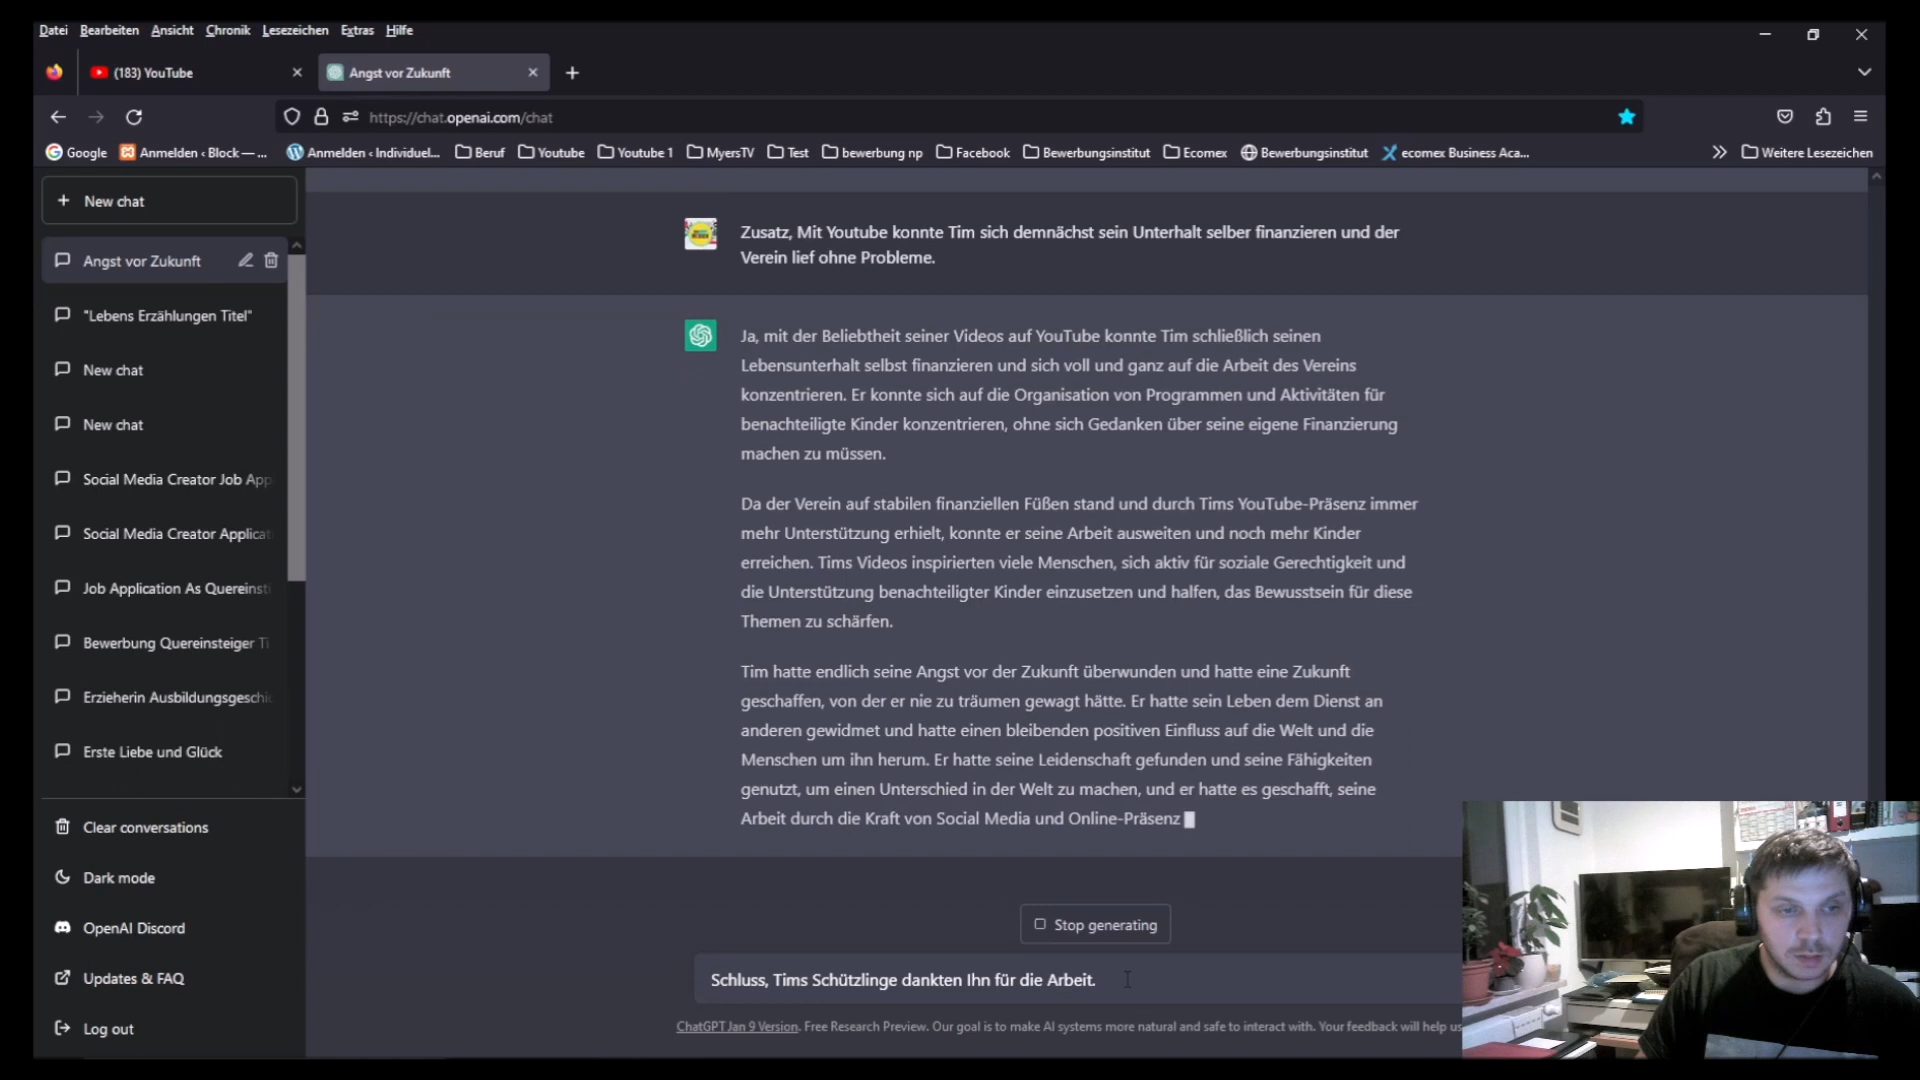 Datei Bearbeiten Ansicht Chronik Lesezeichen Extras Hilfe
(183) YouTube
Angst vor Zukunft
https://chat.openai.com/chat
Google
Anmelden‹ Block — ...
Anmelden ‹ Individuel...
Beruf
Youtube
Youtube 1
MyersTV
Test
bewerbung np
Facebook
Bewerbungsinstitut
Ecomex
Bewerbungsinstitut
ecomex Business Aca...
Weitere Lesezeichen
+ New chat
Angst vor Zukunft
"Lebens Erzählungen Titel"
New chat
New chat
Social Media Creator Job App
Social Media Creator Applicat
Job Application As Quereinsti
Bewerbung Quereinsteiger Ti
Erzieherin Ausbildungsgeschi
Erste Liebe und Glück
Clear conversations
Dark mode
OpenAI Discord
Updates & FAQ
Log out
Zusatz, Mit Youtube konnte Tim sich demnächst sein Unterhalt selber finanzieren und der
Verein lief ohne Probleme.
Ja, mit der Beliebtheit seiner Videos auf YouTube konnte Tim schließlich seinen
Lebensunterhalt selbst finanzieren und sich voll und ganz auf die Arbeit des Vereins
konzentrieren. Er konnte sich auf die Organisation von Programmen und Aktivitäten für
benachteiligte Kinder konzentrieren, ohne sich Gedanken über seine eigene Finanzierung
machen zu müssen.
Da der Verein auf stabilen finanziellen Füßen stand und durch Tims YouTube-Präsenz immer
mehr Unterstützung erhielt, konnte er seine Arbeit ausweiten und noch mehr Kinder
erreichen. Tims Videos inspirierten viele Menschen, sich aktiv für soziale Gerechtigkeit und
die Unterstützung benachteiligter Kinder einzusetzen und halfen, das Bewusstsein für diese
Themen zu schärfen.
Tim hatte endlich seine Angst vor der Zukunft überwunden und hatte eine Zukunft
geschaffen, von der er nie zu träumen gewagt hätte. Er hatte sein Leben dem Dienst an
anderen gewidmet und hatte einen bleibenden positiven Einfluss auf die Welt und die
Menschen um ihn herum. Er hatte seine Leidenschaft gefunden und seine Fähigkeiten
genutzt, um einen Unterschied in der Welt zu machen, und er hatte es geschafft, seine
Arbeit durch die Kraft von Social Media und Online-Präsenz
Stop generating
Schluss, Tims Schützlinge dankten Ihn für die Arbeit.
ChatGPT Jan 9 Version. Free Research Preview. Our goal is to make AI systems more natural and safe to interact with. Your feedback will help us